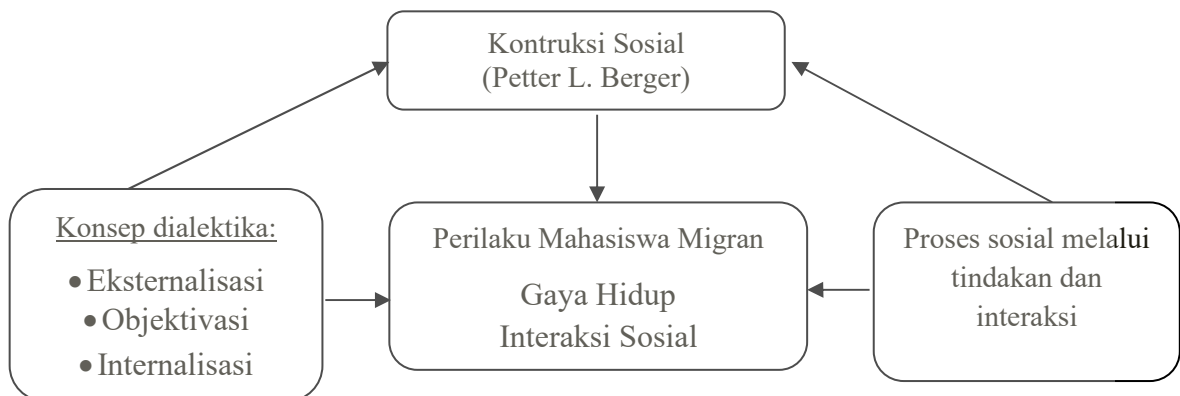 Kontruksi Sosial
(Petter L. Berger)
Konsep dialektika:
• Eksternalisasi
• Objektivasi
• Internalisasi
Perilaku Mahasiswa Migran
Gaya Hidup
Interaksi Sosial
Proses sosial melalui
tindakan dan
interaksi